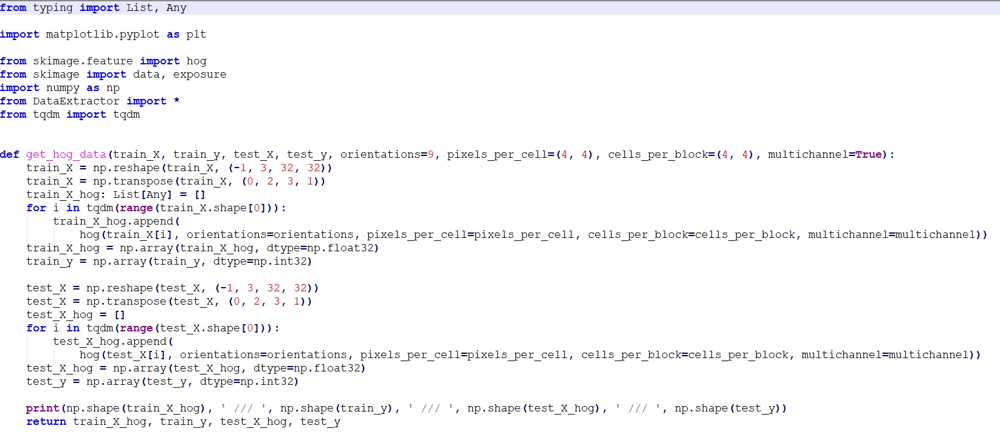 from typing import List, Any
import matplotlib.pyplot as plt
from skimage.feature import hog
from skimage import data, exposure
import numpy as np
from DataExtractor import *
from tqdm import tqdm
def get_hog_data(train_X, train_y, test_X, test_y, orientations=9, pixels_per_cell=(4, 4), cells_per_block=(4, 4), multichannel=True):
    train_X = np.reshape(train_X, (-1, 3, 32, 32))
    train_X = np.transpose(train_X, (0, 2, 3, 1))
    train_X_hog: List[Any] = []
    for i in tqdm(range(train_X.shape[0])):
        train_X_hog.append(
            hog(train_X[i], orientations=orientations, pixels_per_cell=pixels_per_cell, cells_per_block=cells_per_block, multichannel=multichannel))
    train_X_hog = np.array(train_X_hog, dtype=np.float32)
    train_y = np.array(train_y, dtype=np.int32)
    test_X = np.reshape(test_X, (-1, 3, 32, 32))
    test_X = np.transpose(test_X, (0, 2, 3, 1))
    test_X_hog = []
    for i in tqdm(range(test_X.shape[0])):
        test_X_hog.append(
            hog(test_X[i], orientations=orientations, pixels_per_cell=pixels_per_cell, cells_per_block=cells_per_block, multichannel=multichannel))
    test_X_hog = np.array(test_X_hog, dtype=np.float32)
    test_y = np.array(test_y, dtype=np.int32)
    print(np.shape(train_X_hog), ' /// ', np.shape(train_y), ' /// ', np.shape(test_X_hog), ' /// ', np.shape(test_y))
    return train_X_hog, train_y, test_X_hog, test_y